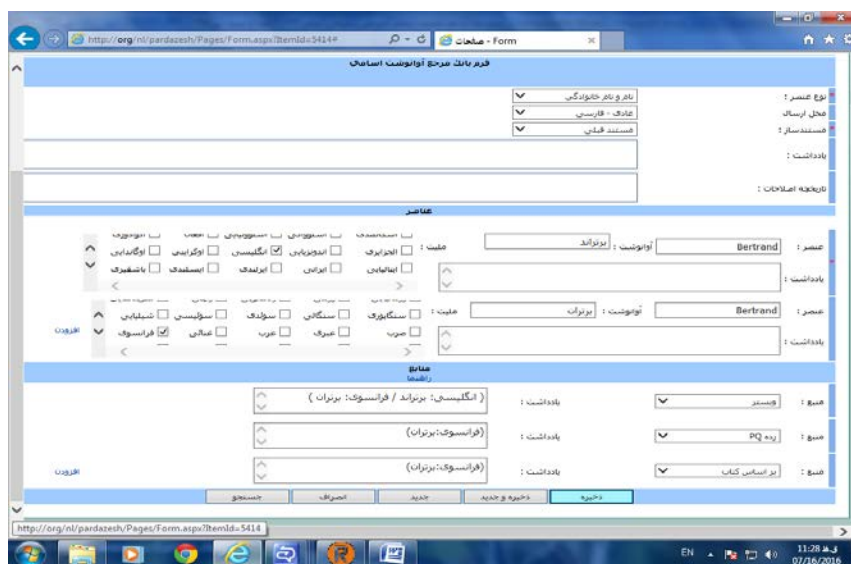 http://org/nl/pardazesh/Pages/Form.aspx?ItemId=5414#
صفحات - Form
فرم بانك مرجع آوانوشت اسامی
نوع عنصر :
نام و نام خانوادگی
محل ارسال
عادی - فارسی
مستندساز :
مستند قبلی
یادداشت :
تاریخچه اصلاحات :
عناصر
عنصر : Bertrand آوانوشت : برتراند ملیت :
الجزایری اندونزیایی انگلیسی اوکراینی اوگاندایی
ایتالیایی ایرانی ایرلندی ایسلندی باشقیری
یادداشت :
عنصر : Bertrand آوانوشت : برتران ملیت :
سنگاپوری سنگالی سوئدی سوئیسی شیلیایی
صرب عبری عرب غنائی فرانسوی
افزودن
یادداشت :
منابع
راهنما
منبع : وبستر یادداشت : ( انگلیسی: برتراند / فرانسوی: برتران )
منبع : رده PQ یادداشت : (فرانسوی:برتران)
منبع : بر اساس کتاب یادداشت : (فرانسوی:برتران) افزودن
ذخیره ذخیره و جدید جدید انصراف جستجو
http://org/nl/pardazesh/Pages/Form.aspx?ItemId=5414
EN
11:28 ق.ظ
07/16/2016